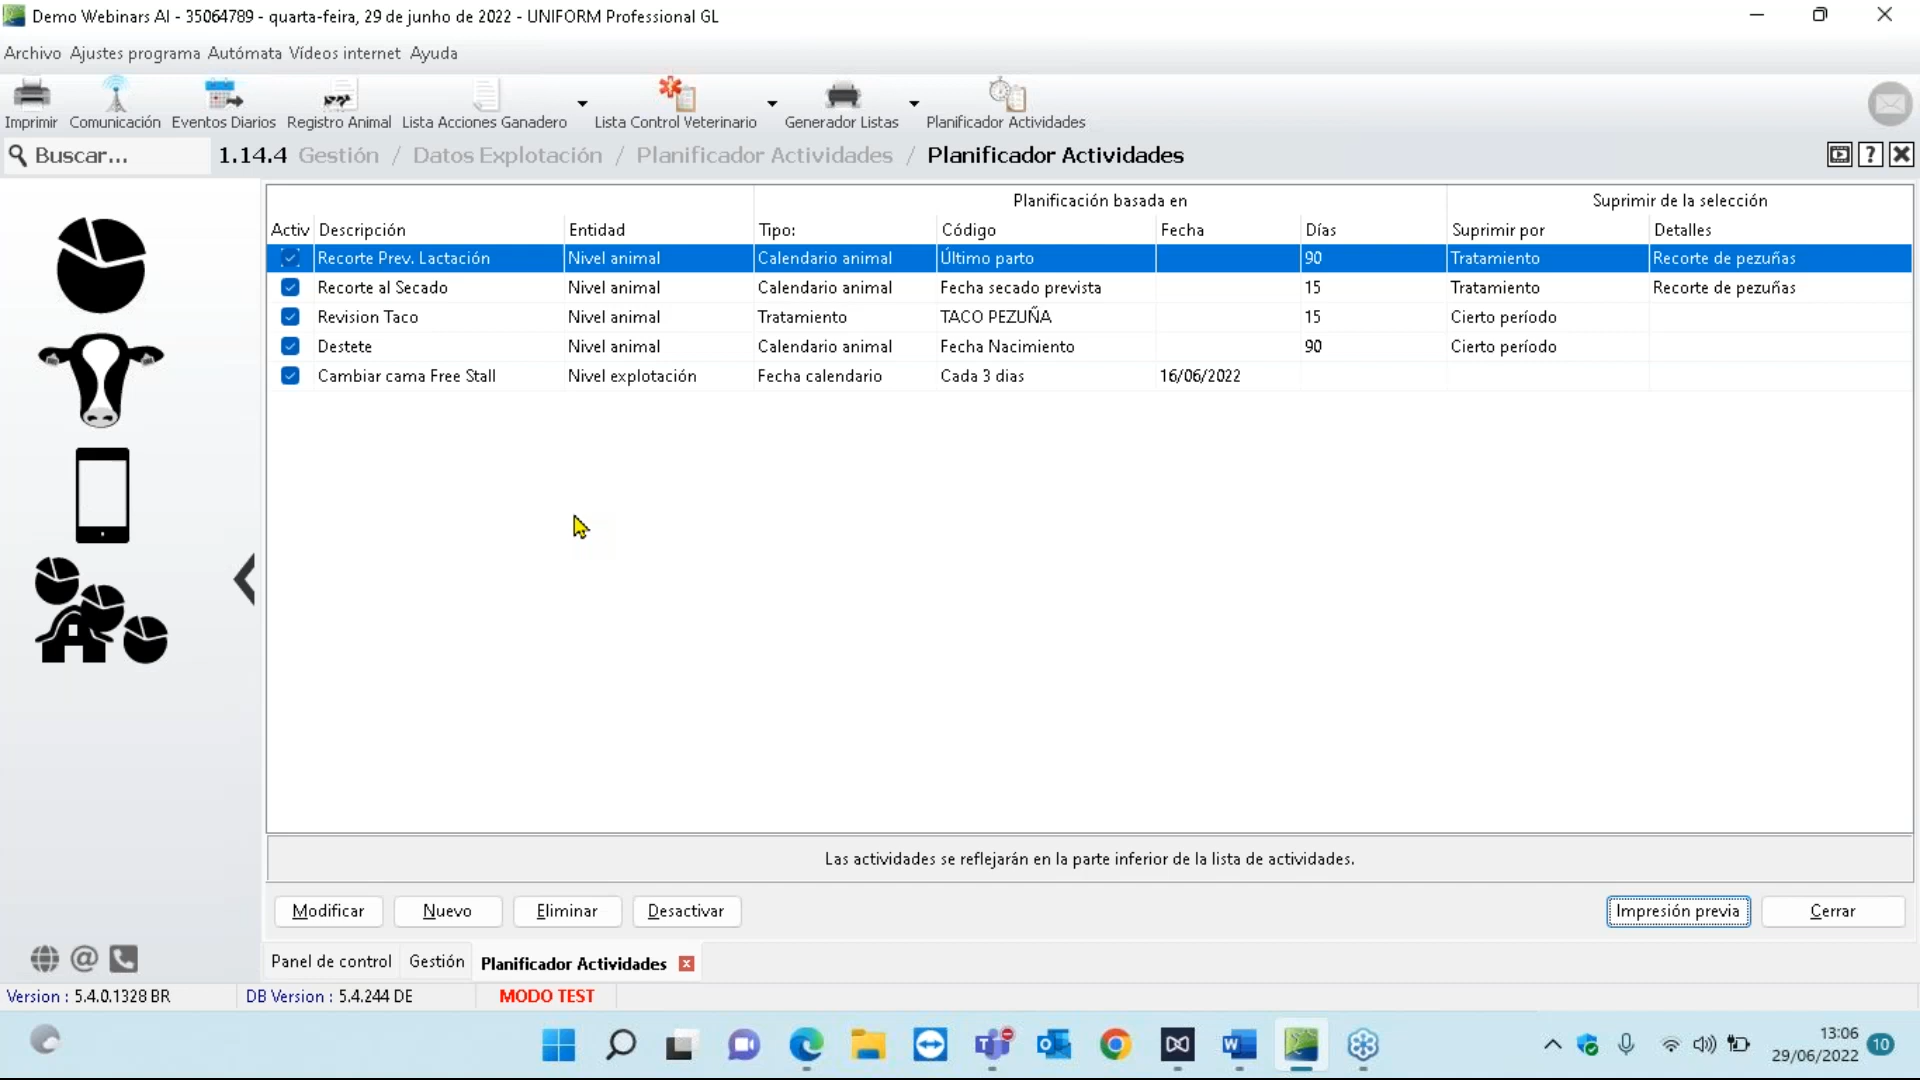 Demo Webinars AI - 35064789 - quarta-feira, 29 de junho de 2022 - UNIFORM Professional GL
Archivo Ajustes programa Autómata Vídeos internet Ayuda
Imprimir Comunicación Eventos Diarios Registro Animal Lista Acciones Ganadero Lista Control Veterinario Generador Listas Planificador Actividades
Buscar... 1.14.4 Gestión / Datos Explotación / Planificador Actividades / Planificador Actividades ?
Planificación basada en Suprimir de la selección
Activ Descripción Entidad Tipo: Código Fecha Días Suprimir por Detalles
Recorte Prev. Lactación Nivel animal Calendario animal Último parto 90 Tratamiento Recorte de pezuñas
Recorte al Secado Nivel animal Calendario animal Fecha secado prevista 15 Tratamiento Recorte de pezuñas
Revision Taco Nivel animal Tratamiento TACO PEZUÑA 15 Cierto período
Destete Nivel animal Calendario animal Fecha Nacimiento 90 Cierto período
Cambiar cama Free Stall Nivel explotación Fecha calendario Cada 3 dias 16/06/2022
Las actividades se reflejarán en la parte inferior de la lista de actividades.
Modificar Nuevo Eliminar Desactivar Impresión previa Cerrar
@ Panel de control Gestión Planificador Actividades
Version : 5.4.0.1328 BR DB Version : 5.4.244 DE MODO TEST
13:06
29/06/2022 10